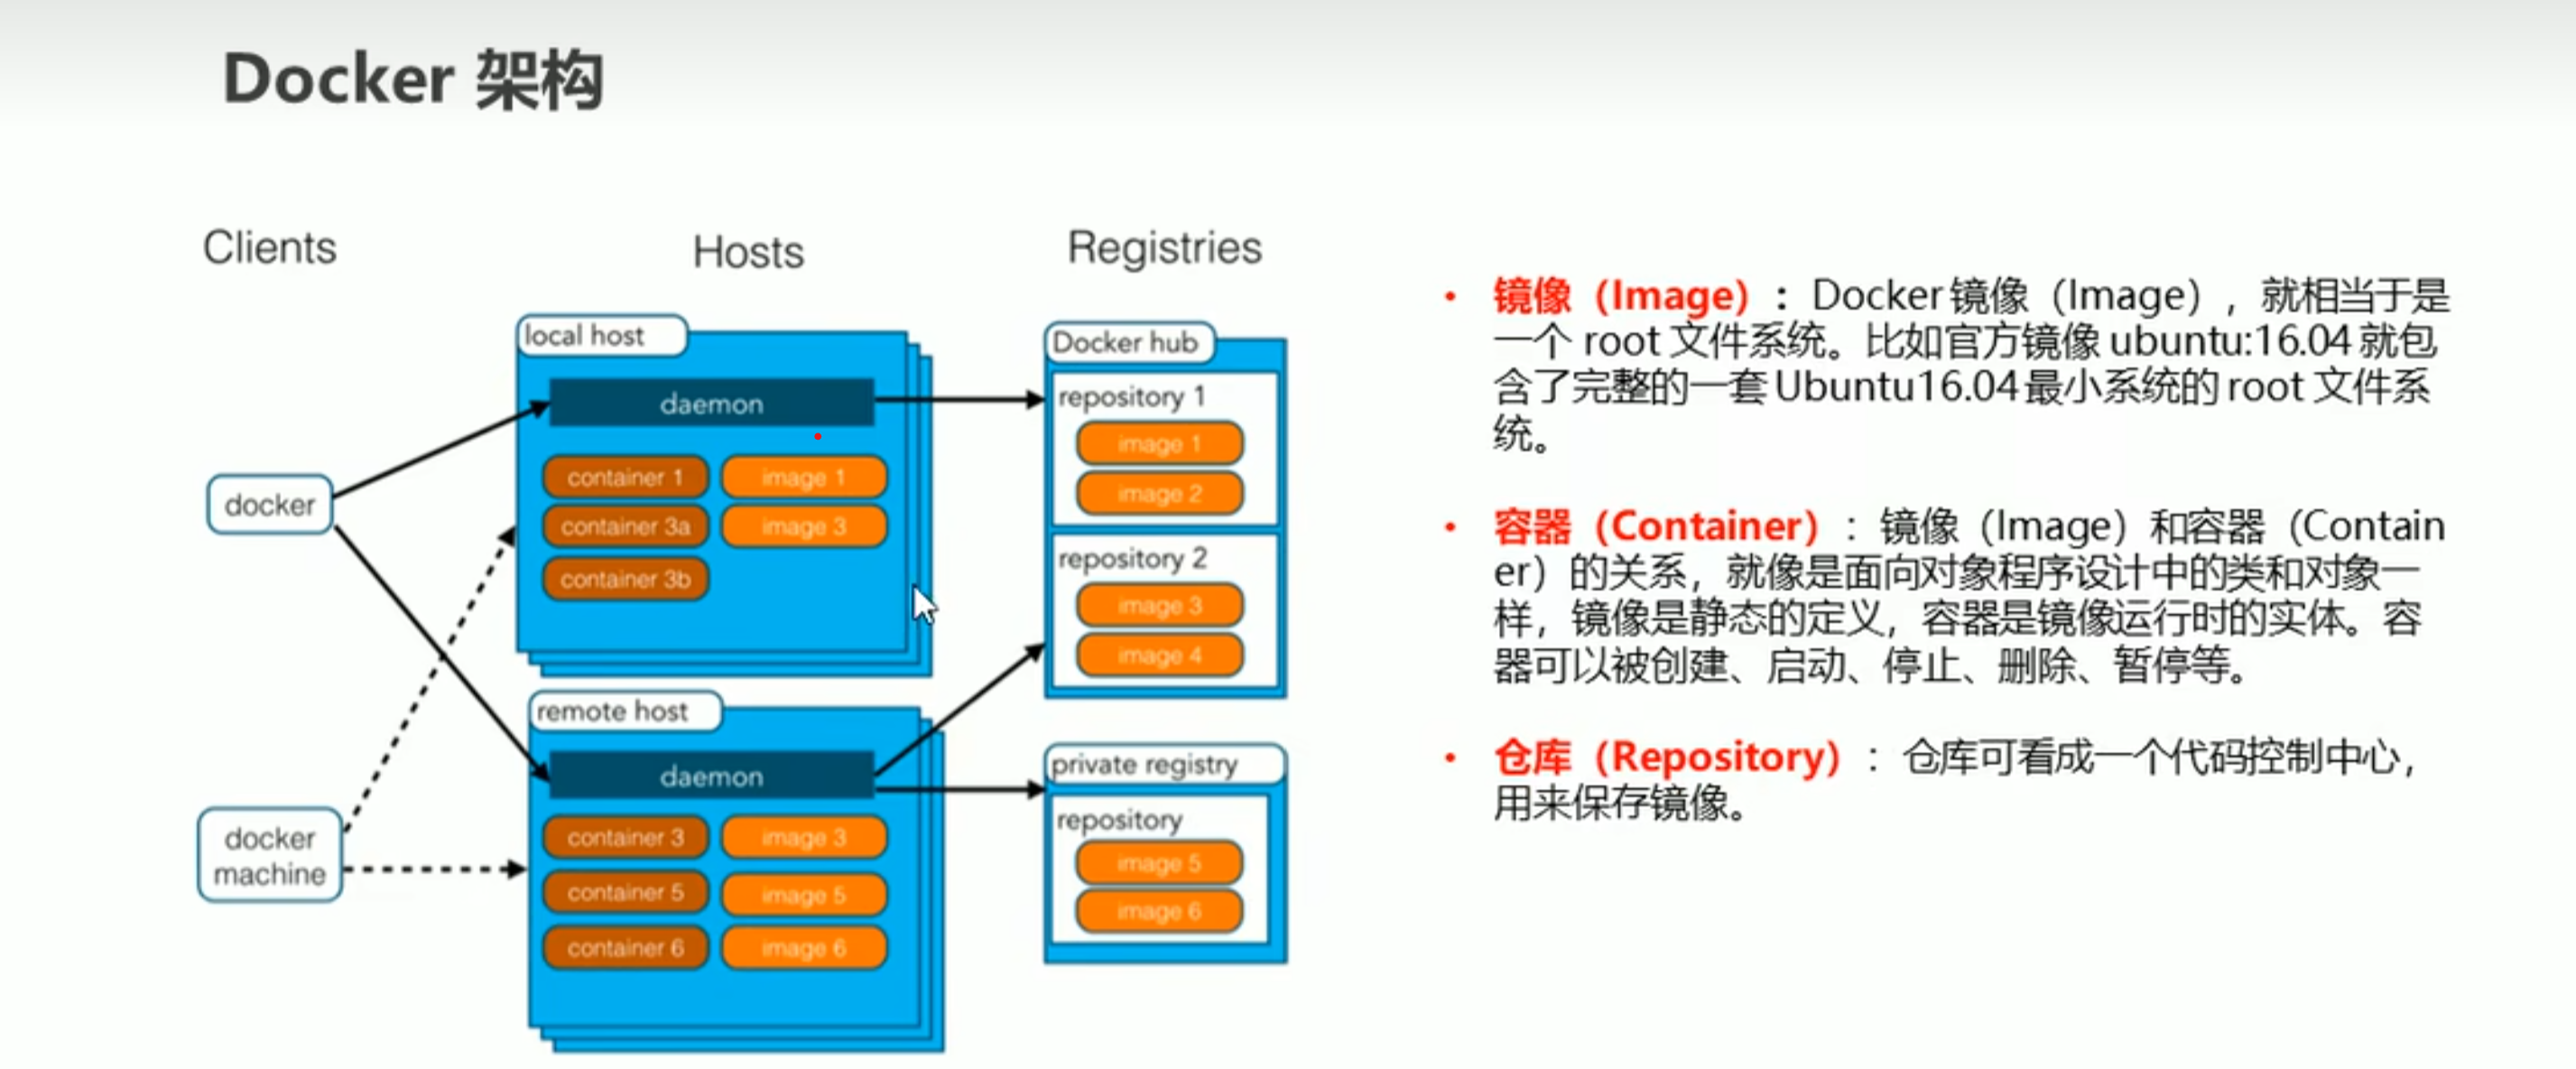 Docker 架构
Clients
Hosts
Registries
local host
daemon
container 1
image 1
container 3a
image 3
container 3b
docker
docker
machine
remote host
daemon
container 3
image 3
container 5
image 5
container 6
image 6
Docker hub
repository 1
image 1
image 2
repository 2
image 3
image 4
private registry
repository
image 5
image 6
• 镜像（Image）：Docker镜像（Image），就相当于是
一个 root 文件系统。比如官方镜像 ubuntu:16.04 就包
含了完整的一套 Ubuntu16.04 最小系统的 root 文件系
统。
• 容器（Container）：镜像（Image）和容器（Contain
er）的关系，就像是面向对象程序设计中的类和对象一
样，镜像是静态的定义，容器是镜像运行时的实体。容
器可以被创建、启动、停止、删除、暂停等。
• 仓库（Repository）：仓库可看成一个代码控制中心，
用来保存镜像。